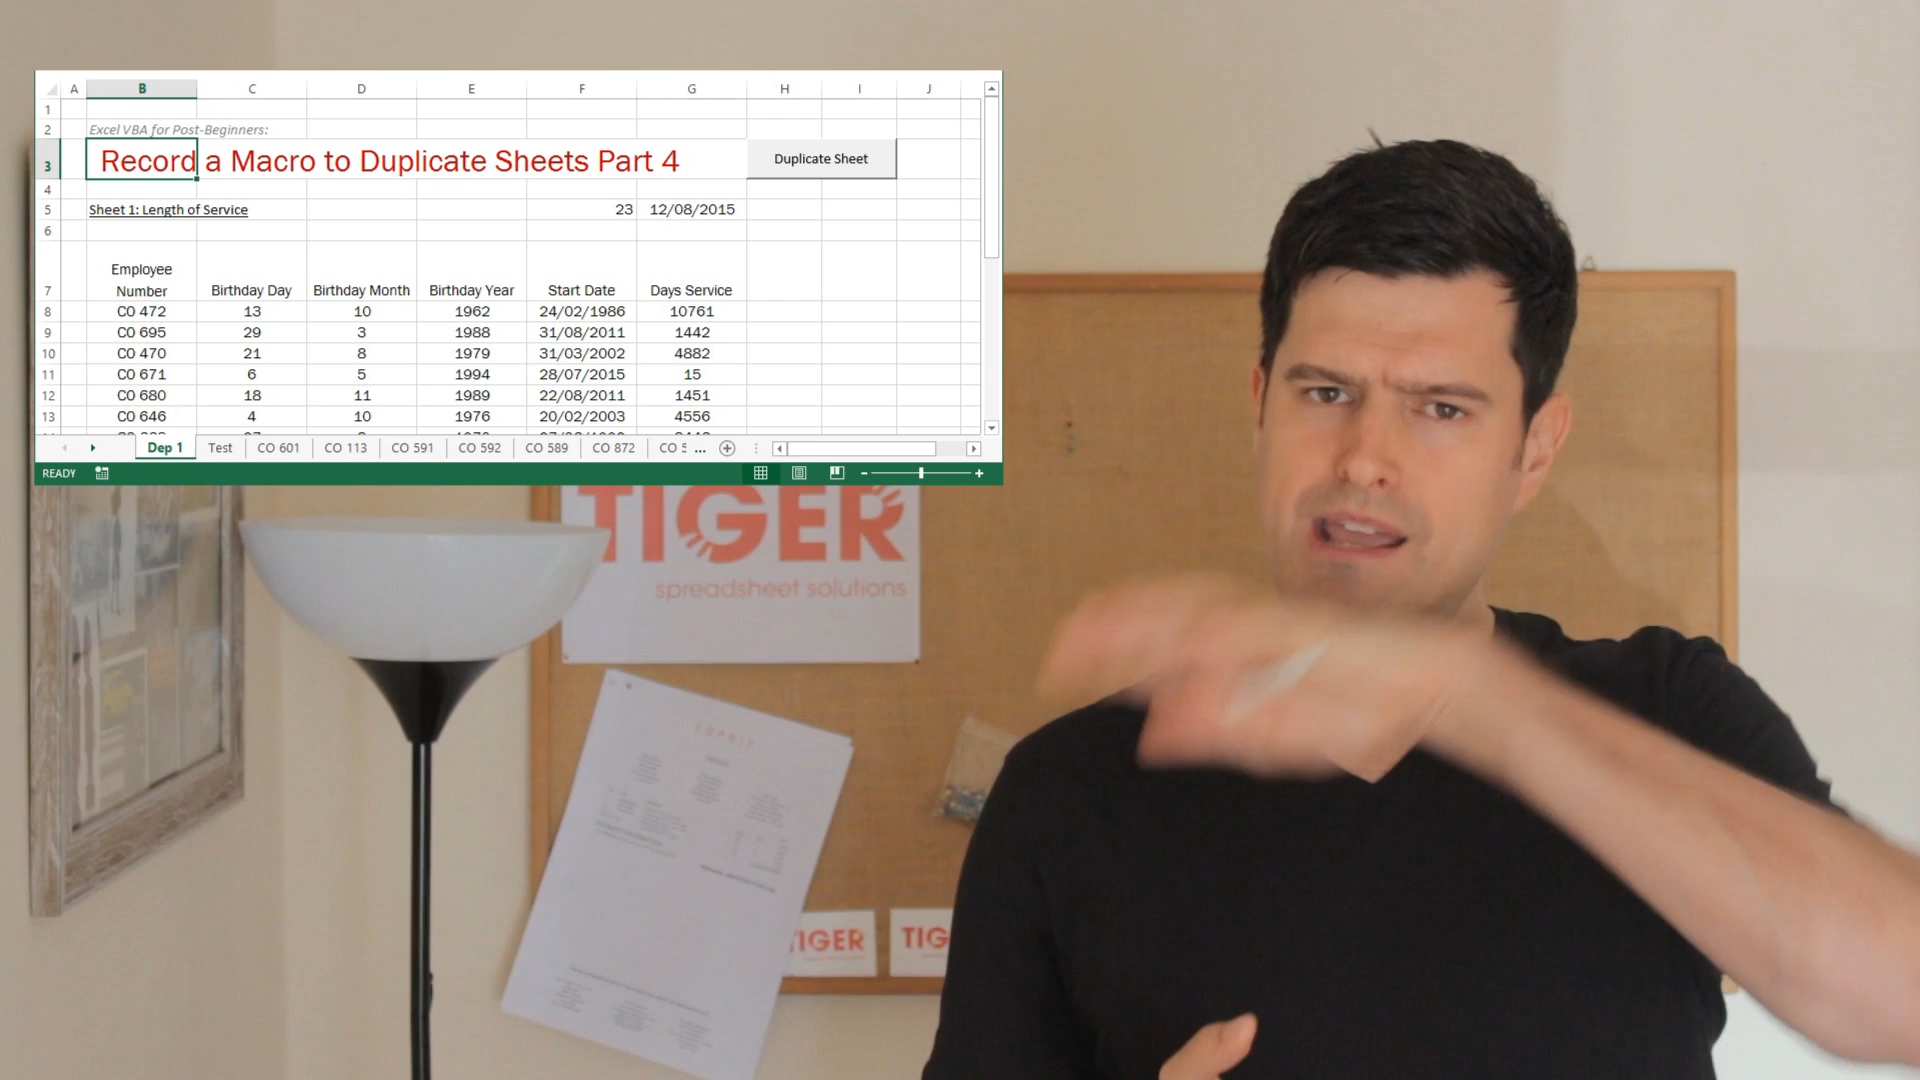 A B C D E F G H I J
1
2 Excel VBA for Post-Beginners:
3 Record a Macro to Duplicate Sheets Part 4 Duplicate Sheet
4
5 Sheet 1: Length of Service 23 12/08/2015
6
Employee
7 Number Birthday Day Birthday Month Birthday Year Start Date Days Service
8 CO 472 13 10 1962 24/02/1986 10761
9 CO 695 29 3 1988 31/08/2011 1442
10 CO 470 21 8 1979 31/03/2002 4882
11 CO 671 6 5 1994 28/07/2015 15
12 CO 680 18 11 1989 22/08/2011 1451
13 CO 646 4 10 1976 20/02/2003 4556
Dep 1 Test CO 601 CO 113 CO 591 CO 592 CO 589 CO 872 CO 5 ...
READY
TIGER
spreadsheet solutions
TIGER TIG